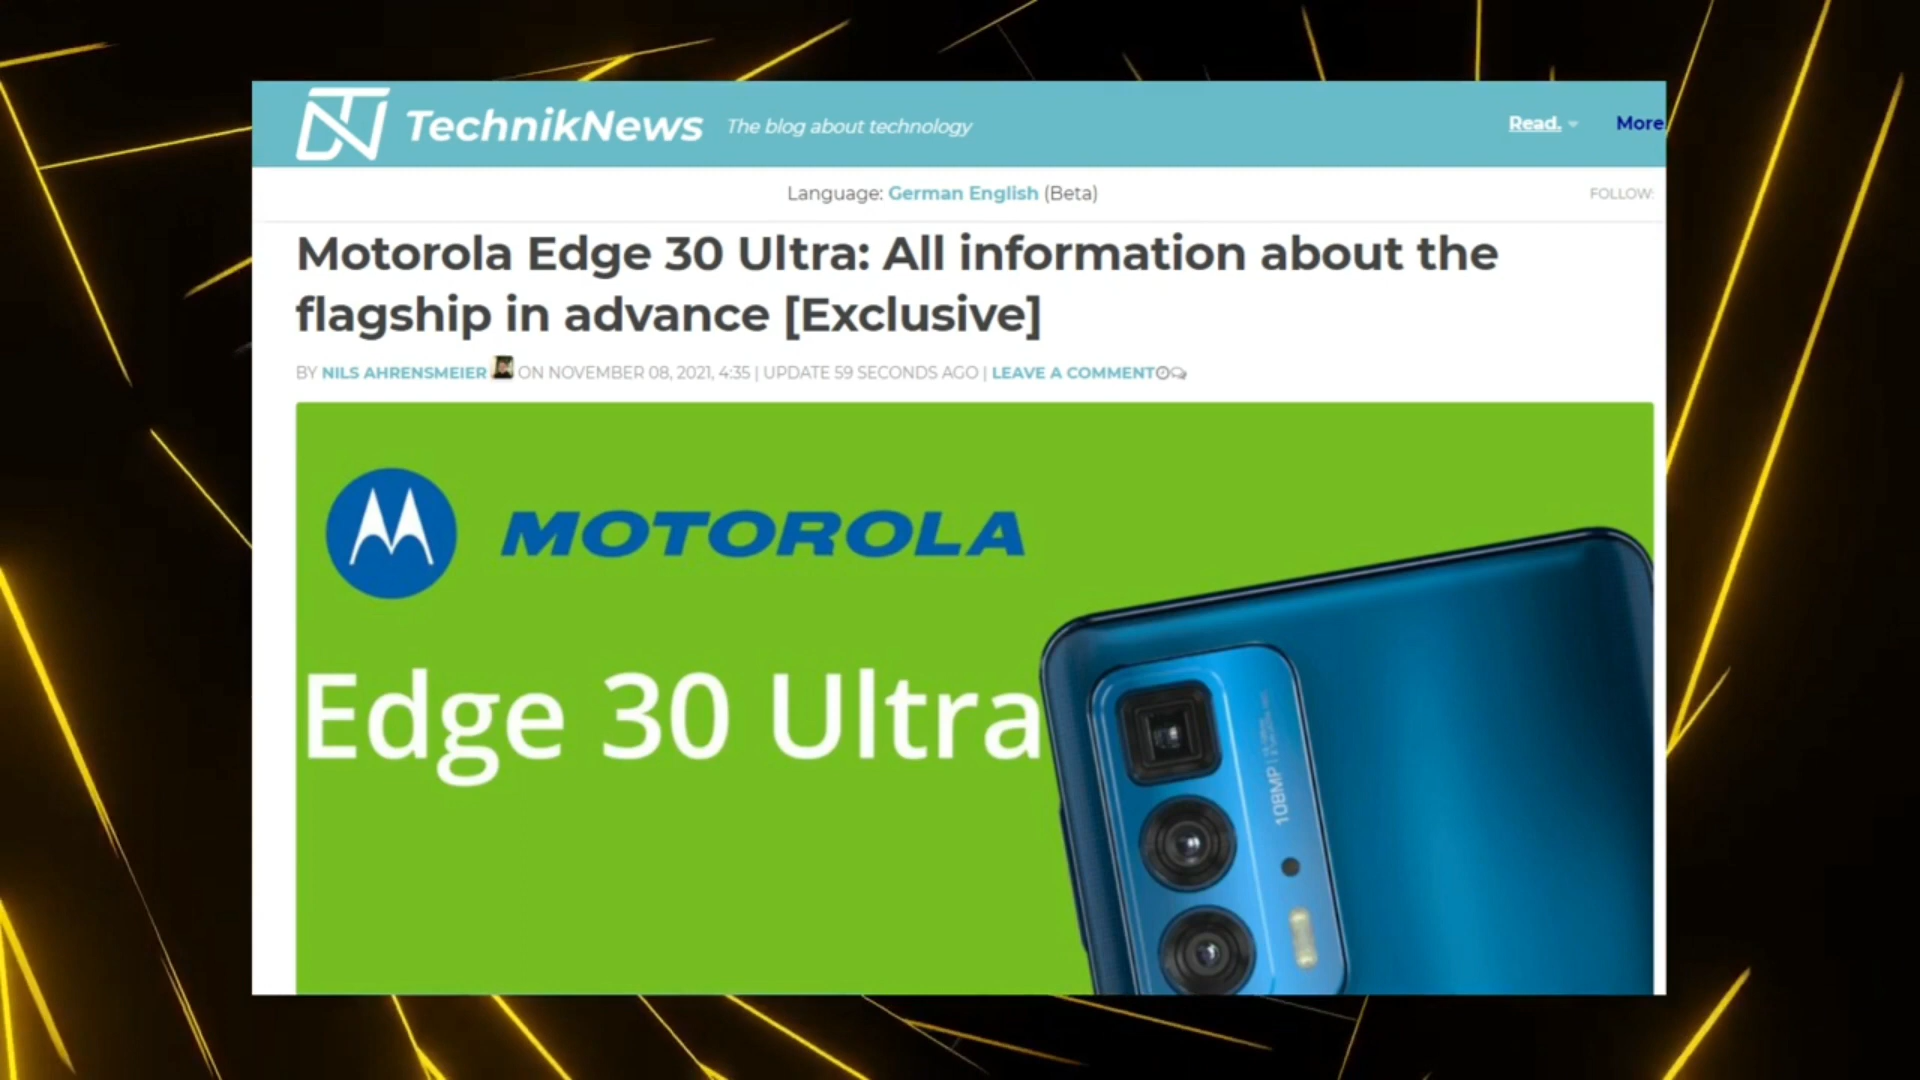 TechnikNews The blog about technology Read. More
Language: German English (Beta) FOLLOW:
Motorola Edge 30 Ultra: All information about the
flagship in advance [Exclusive]
BY NILS AHRENSMEIER ON NOVEMBER 08, 2021, 4:35 | UPDATE 59 SECONDS AGO | LEAVE A COMMENT
MOTOROLA
Edge 30 Ultra
108MP